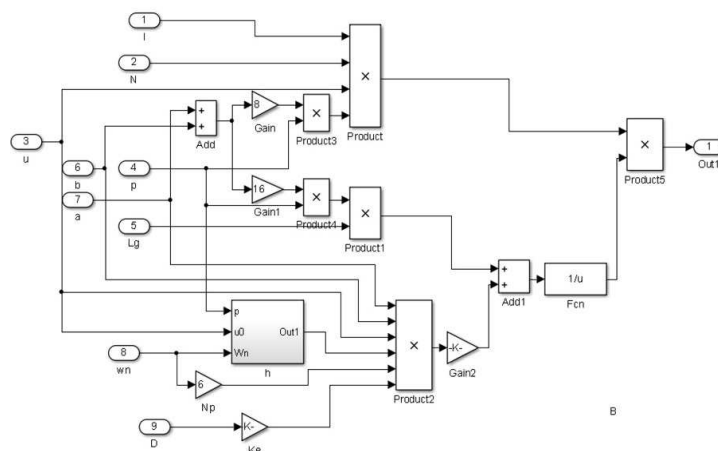 1
I
2
N
3
u
6
b
7
a
+
+
Add
8
Gain
×
Product3
×
Product
4
p
16
Gain1
×
Product4
×
Product1
5
Lg
×
Product5
1
Out1
+
+
Add1
1/u
Fcn
p
u0
Wn
Out1
h
×
Product2
-K-
Gain2
8
wn
6
Np
9
D
K-
Ke
B